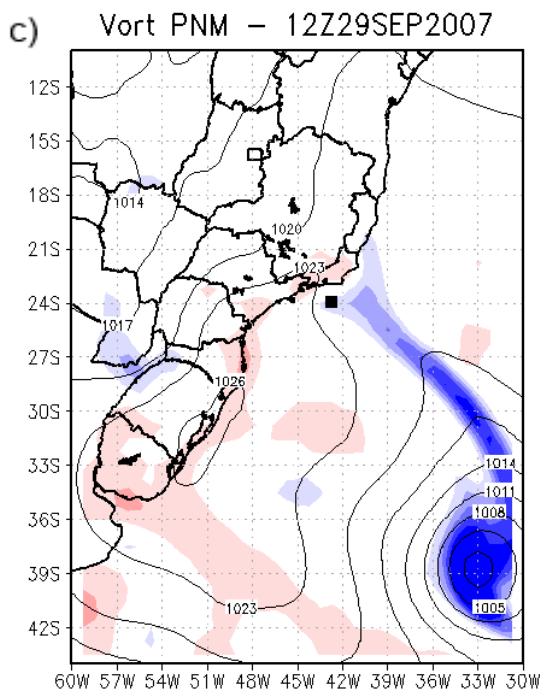 c) Vort PNM – 12Z29SEP2007
12S
15S
18S
1014
1020
21S
1023
24S
1017
27S
1026
30S
1014
33S
1011
1008
36S
39S
1023
1005
42S
60W 57W 54W 51W 48W 45W 42W 39W 36W 33W 30W